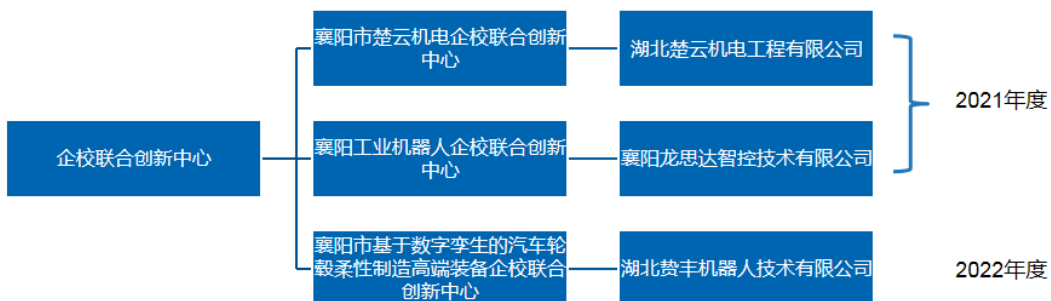 襄阳市楚云机电企校联合创新
中心
湖北楚云机电工程有限公司
2021年度
企校联合创新中心
襄阳工业机器人企校联合创新
中心
襄阳龙思达智控技术有限公司
襄阳市基于数字孪生的汽车轮
毂柔性制造高端装备企校联合
创新中心
湖北贽丰机器人技术有限公司
2022年度